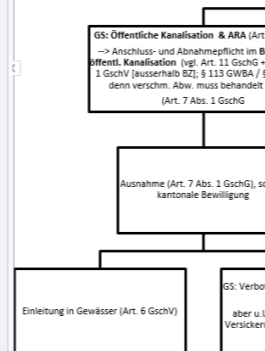 GS: Öffentliche Kanalisation & ARA (Art.
--> Anschluss- und Abnahmepflicht im B
öffentl. Kanalisation (vgl. Art. 11 GschG +
1 GschV [ausserhalb BZ]; § 113 GWBA / §
denn verschm. Abw. muss behandelt
(Art. 7 Abs. 1 GschG
Ausnahme (Art. 7 Abs. 1 GschG), so
kantonale Bewilligung
Einleitung in Gewässer (Art. 6 GschV)
GS: Verbo
aber u.U
Versickeru